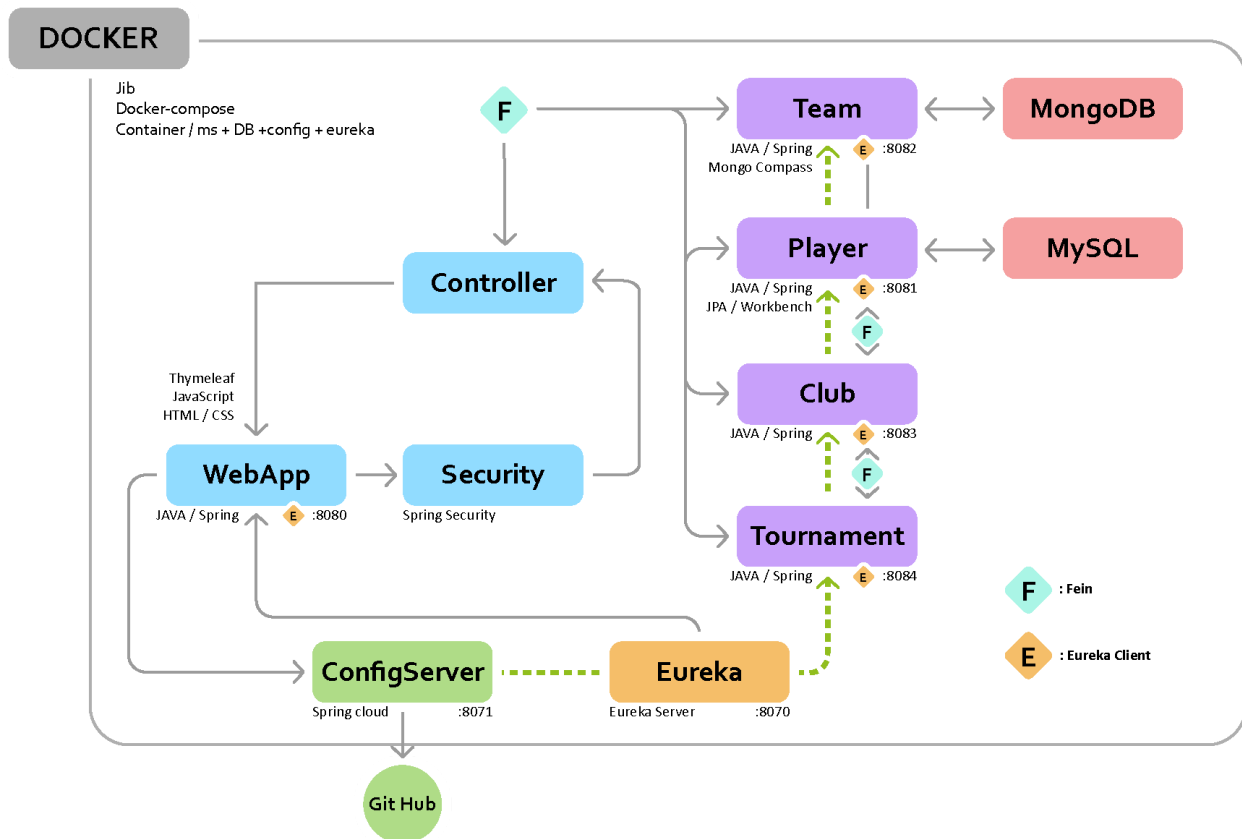 DOCKER
Jib
Docker-compose
Container / ms + DB +config + eureka
F
Team
MongoDB
JAVA / Spring
E
:8082
Mongo Compass
Player
MySQL
Controller
JAVA / Spring
E
:8081
JPA / Workbench
F
Thymeleaf
JavaScript
HTML / CSS
Club
JAVA / Spring
E
:8083
WebApp
Security
F
JAVA / Spring
E
:8080
Spring Security
Tournament
JAVA / Spring
E
:8084
F
: Fein
E
: Eureka Client
ConfigServer
Eureka
Spring cloud
:8071
Eureka Server
:8070
Git Hub